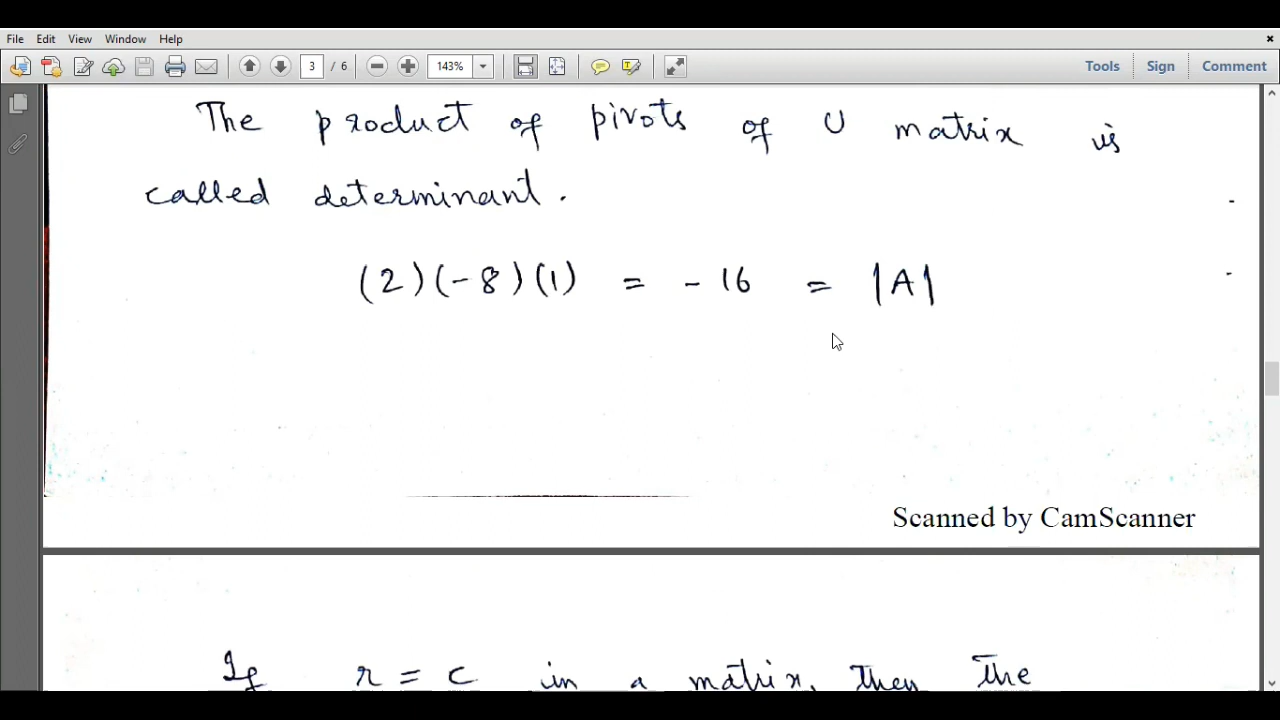 File Edit View Window Help
3 / 6 143% Tools Sign Comment
The product of pivots of U matrix is
called determinant.
(2)(-8)(1) = -16 = |A|
Scanned by CamScanner
If r = c in a matrix, then the